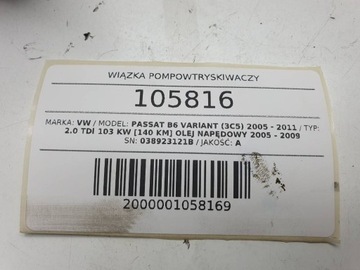 WIĄZKA POMPOWTRYSKIWACZY
105816
MARKA: VW / MODEL: PASSAT B6 VARIANT (3C5) 2005 - 2011 / TYP:
2.0 TDI 103 KW [140 KM] OLEJ NAPĘDOWY 2005 - 2009
SN: 038923121B / JAKOŚĆ: A
2000001058169